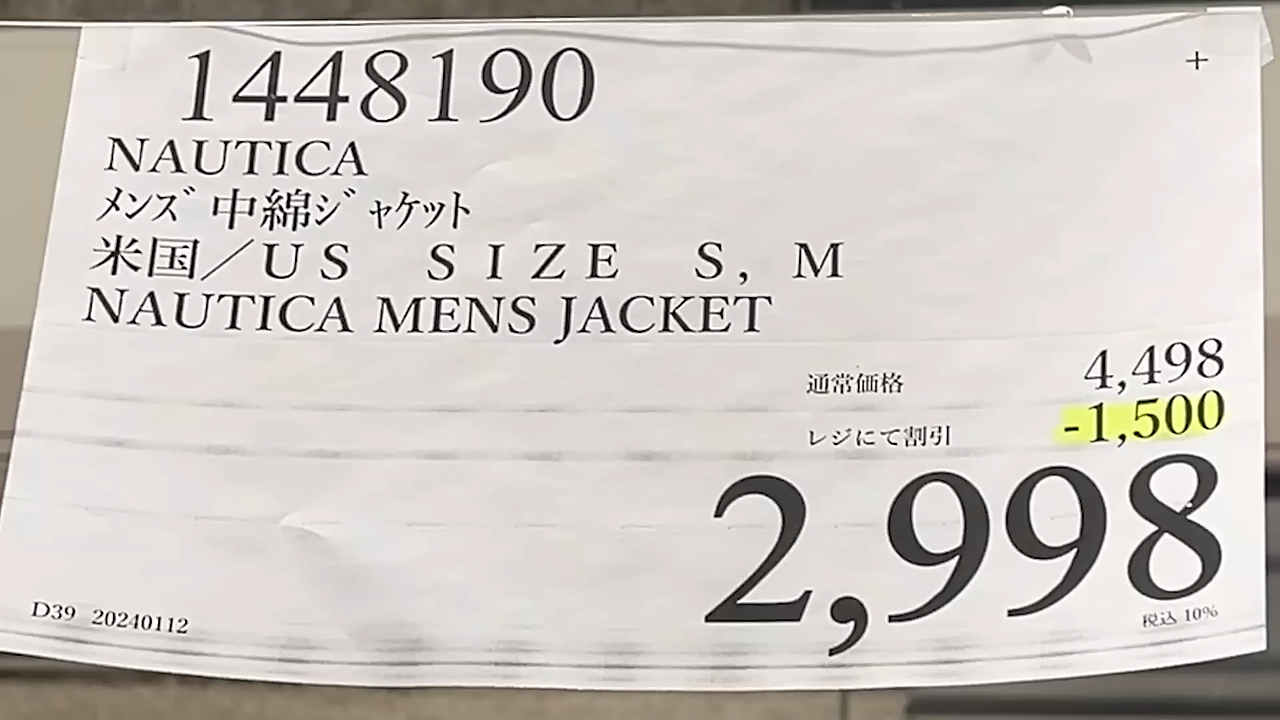 1448190
+
NAUTICA
ﾒﾝｽﾞ 中綿ｼﾞｬｹｯﾄ
米国／ＵＳ　ＳＩＺＥ　Ｓ，Ｍ
NAUTICA MENS JACKET
通常価格 4,498
レジにて割引 -1,500
2,998
税込 10%
D39 20240112